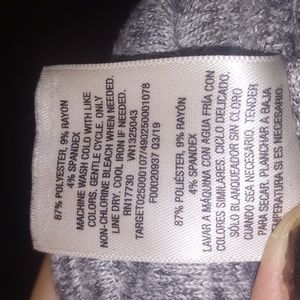 87% POLYESTER, 9% RAYON
4% SPANDEX
MACHINE WASH COLD WITH LIKE
COLORS, GENTLE CYCLE. ONLY
NON-CHLORINE BLEACH WHEN NEEDED.
LINE DRY. COOL IRON IF NEEDED.
RN17730 VN1325043
TARGET025000107/490250001078
F00020937 Q3/19
87% POLIÉSTER, 9% RAYÓN
4% SPANDEX
LAVAR A MÁQUINA CON AGUA FRÍA CON
COLORES SIMILARES, CICLO DELICADO.
SÓLO BLANQUEADOR SIN CLORO
CUANDO SEA NECESARIO. TENDER
PARA SECAR. PLANCHAR A BAJA
TEMPERATURA SI ES NECESARIO.